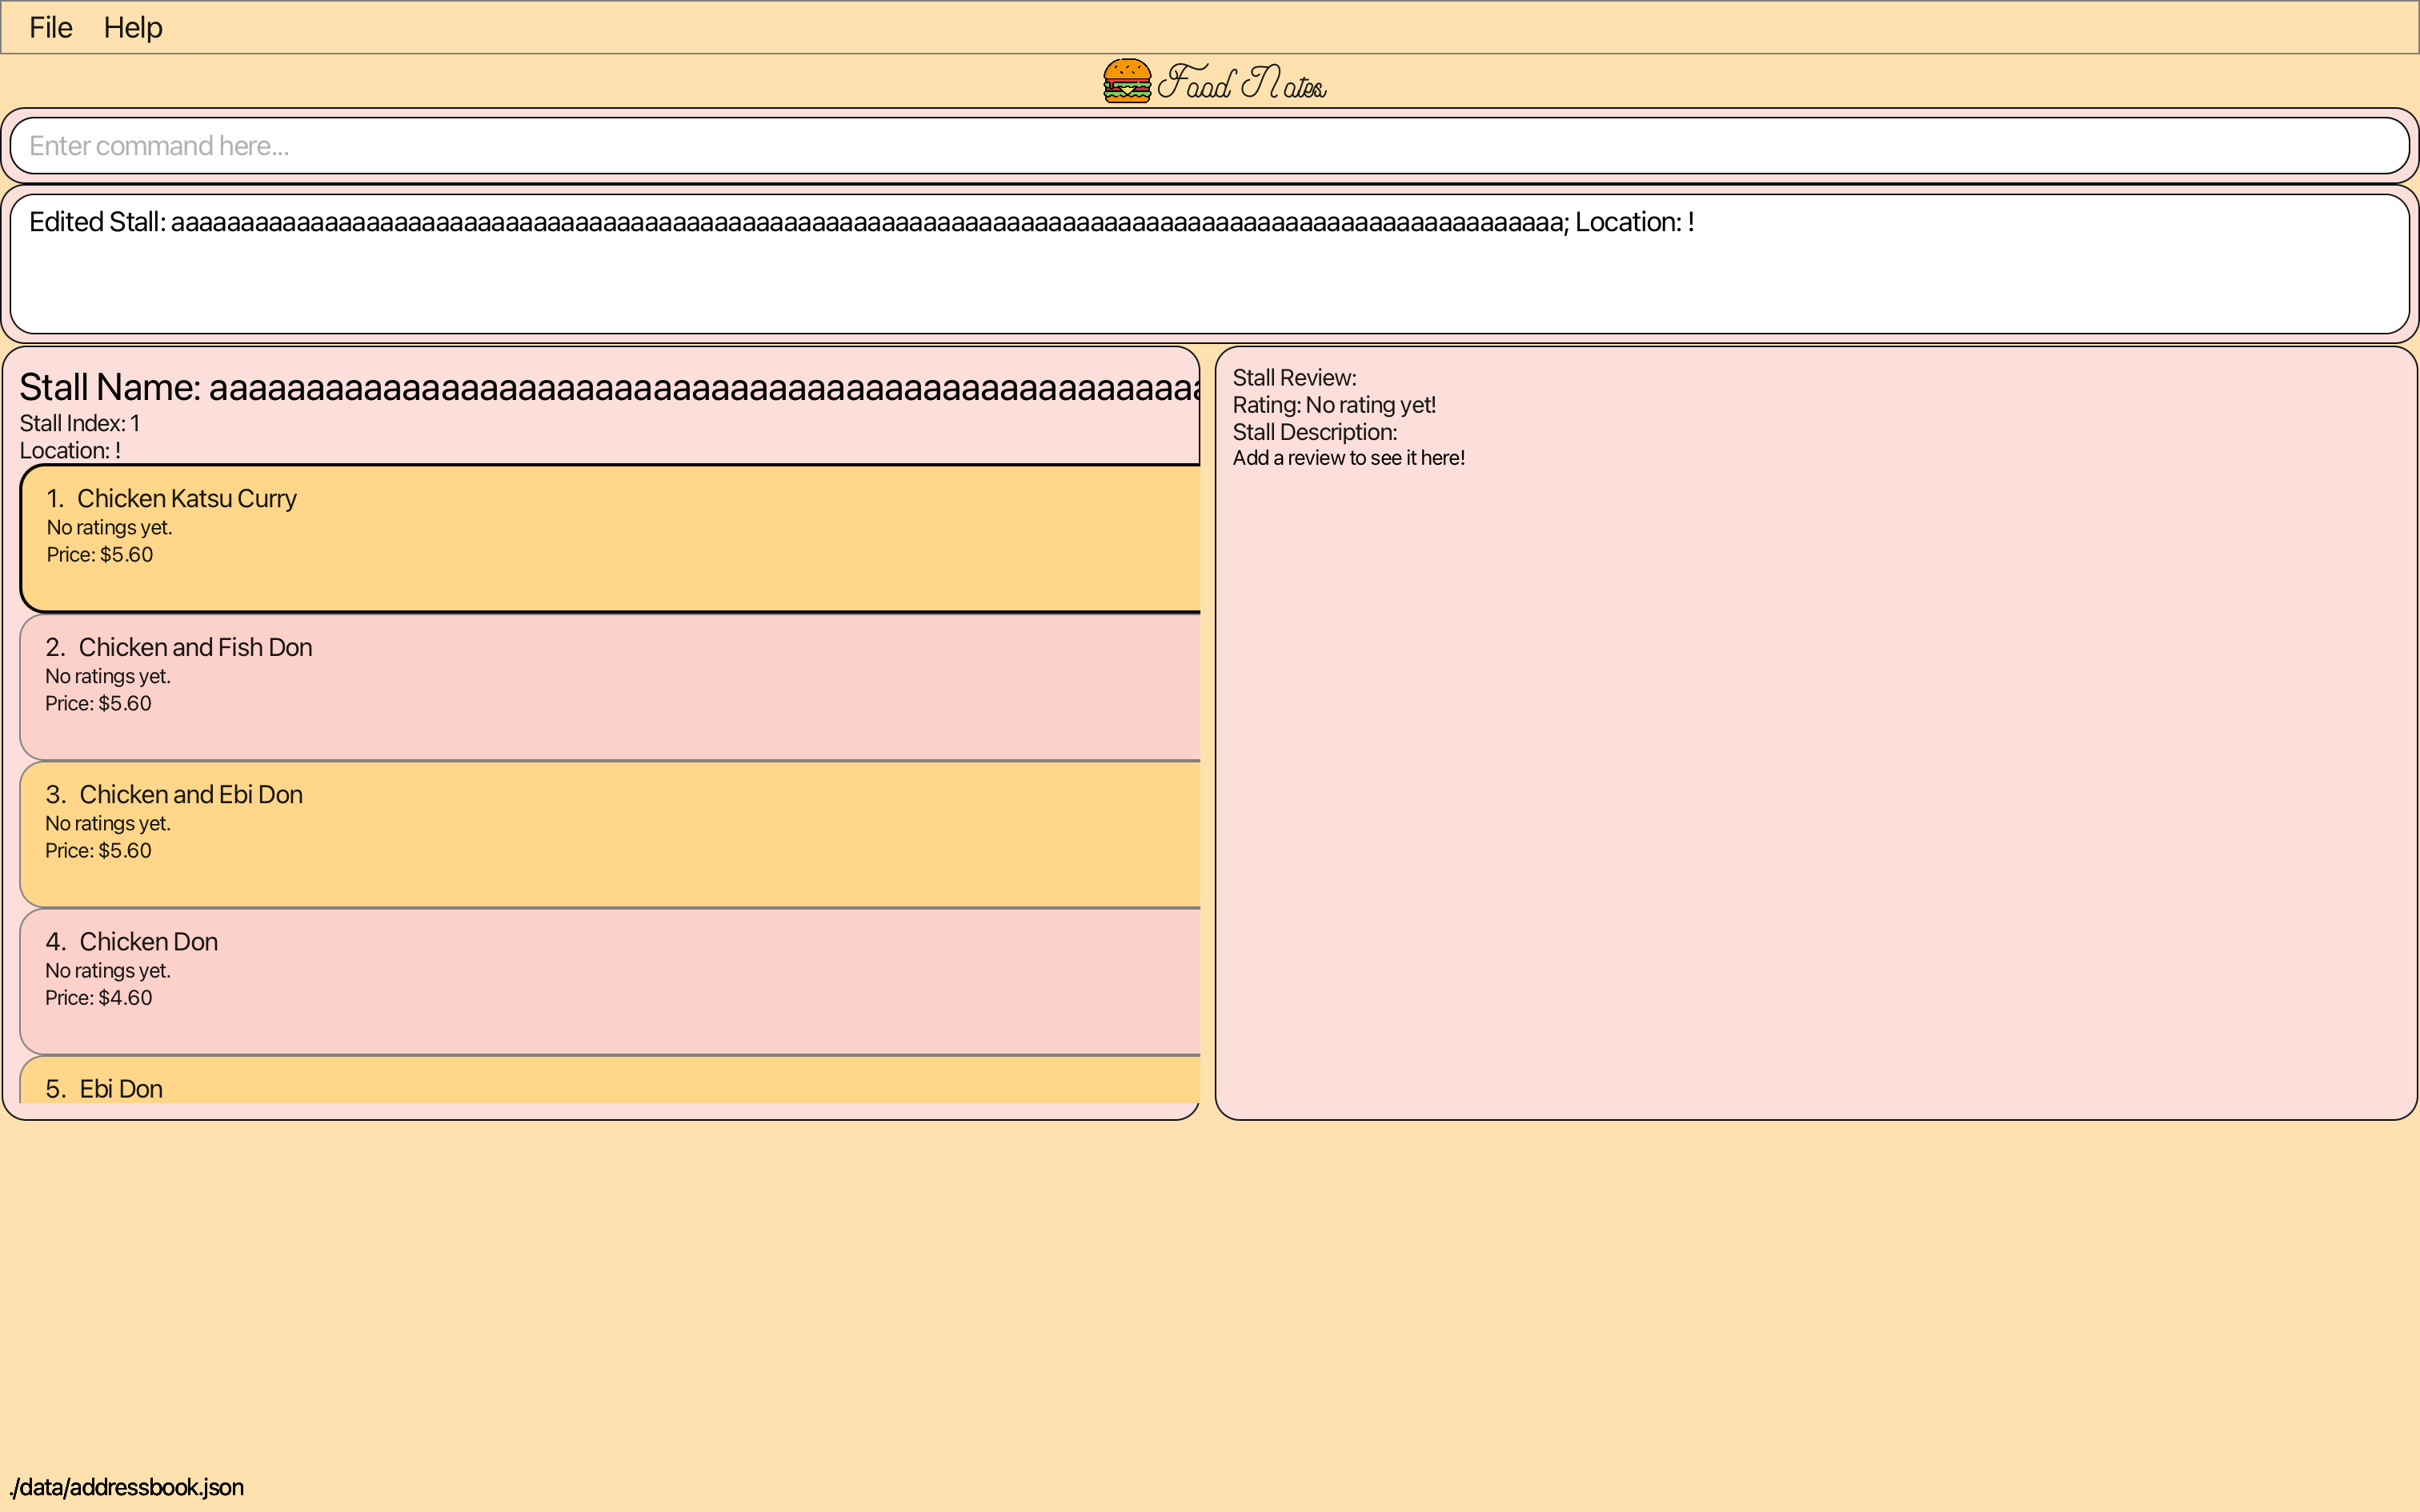 File Help
Food Notes
Enter command here...
Edited Stall: aaaaaaaaaaaaaaaaaaaaaaaaaaaaaaaaaaaaaaaaaaaaaaaaaaaaaaaaaaaaaaaaaaaaaaaaaaaaaaaaaaaaaaaaaaaaaaaaaaaa; Location: !
Stall Name: aaaaaaaaaaaaaaaaaaaaaaaaaaaaaaaaaaaaaaaaaaaaaaaaaaaa
Stall Index: 1
Location: !
1. Chicken Katsu Curry
No ratings yet.
Price: $5.60
2. Chicken and Fish Don
No ratings yet.
Price: $5.60
3. Chicken and Ebi Don
No ratings yet.
Price: $5.60
4. Chicken Don
No ratings yet.
Price: $4.60
5. Ebi Don
Stall Review:
Rating: No rating yet!
Stall Description:
Add a review to see it here!
./data/addressbook.json